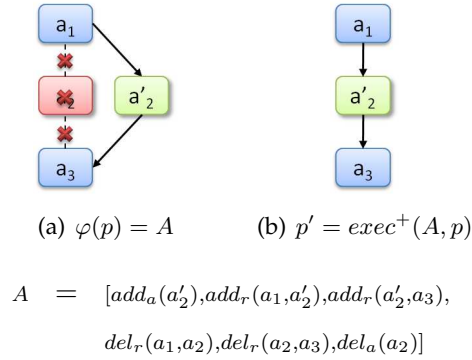 a₁ a₁
₂ a'₂ a'₂
a₃ a₃
(a) φ(p) = A (b) p′ = exec⁺(A, p)
A = [addₐ(a′₂),addᵣ(a₁,a′₂),addᵣ(a′₂,a₃),
delᵣ(a₁,a₂),delᵣ(a₂,a₃),delₐ(a₂)]